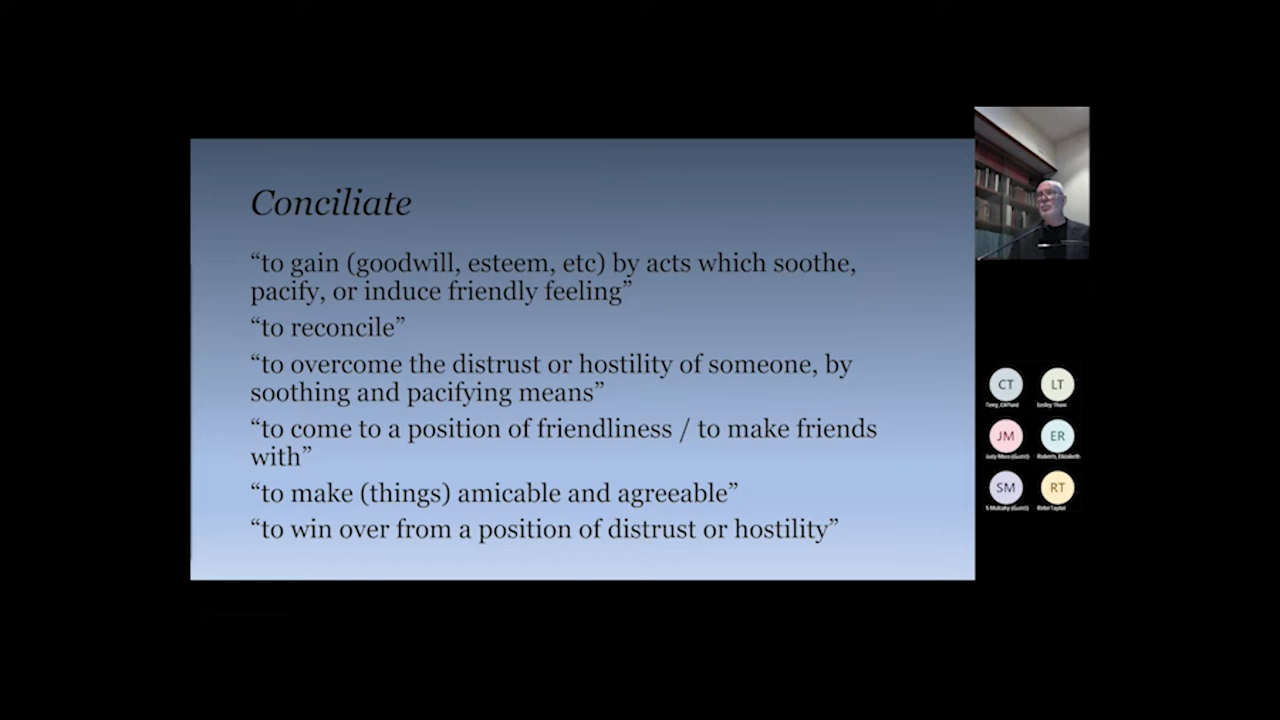 Conciliate
“to gain (goodwill, esteem, etc) by acts which soothe,
pacify, or induce friendly feeling”
“to reconcile”
“to overcome the distrust or hostility of someone, by
soothing and pacifying means”
“to come to a position of friendliness / to make friends
with”
“to make (things) amicable and agreeable”
“to win over from a position of distrust or hostility”
CT LT
JM ER
Roberts, Elizabeth
SM RT